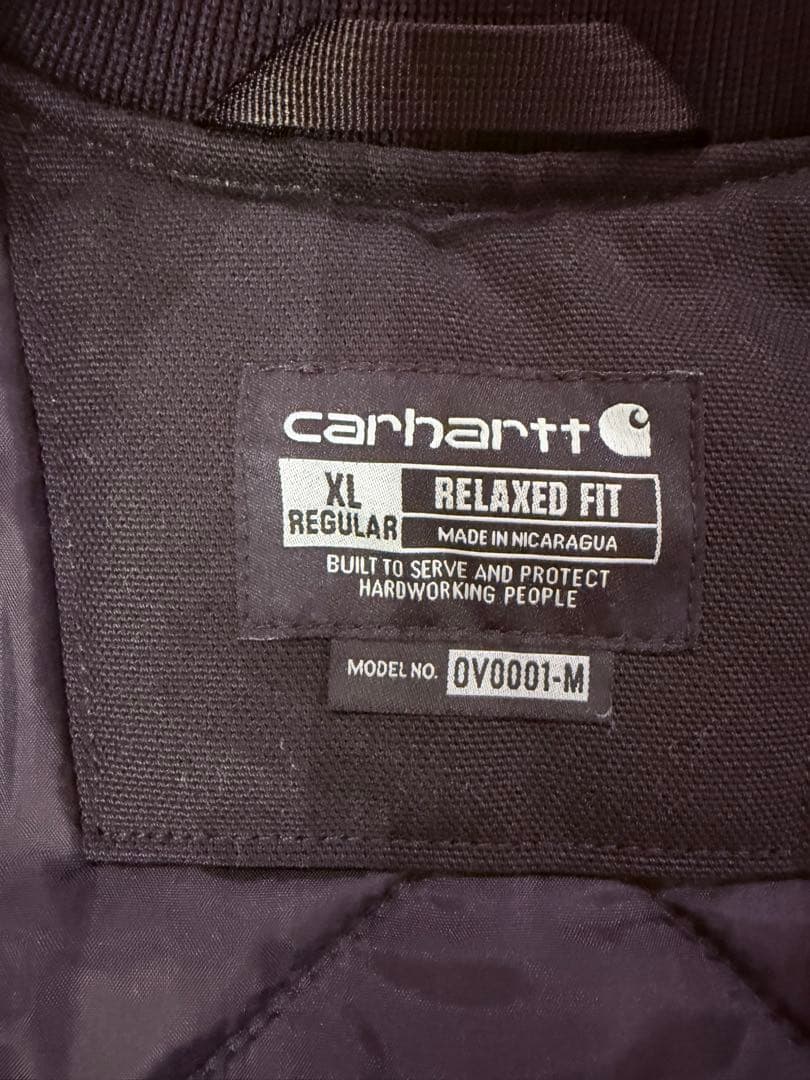 carhartt
XL
REGULAR
RELAXED FIT
MADE IN NICARAGUA
BUILT TO SERVE AND PROTECT
HARDWORKING PEOPLE
MODEL NO. OV0001-M